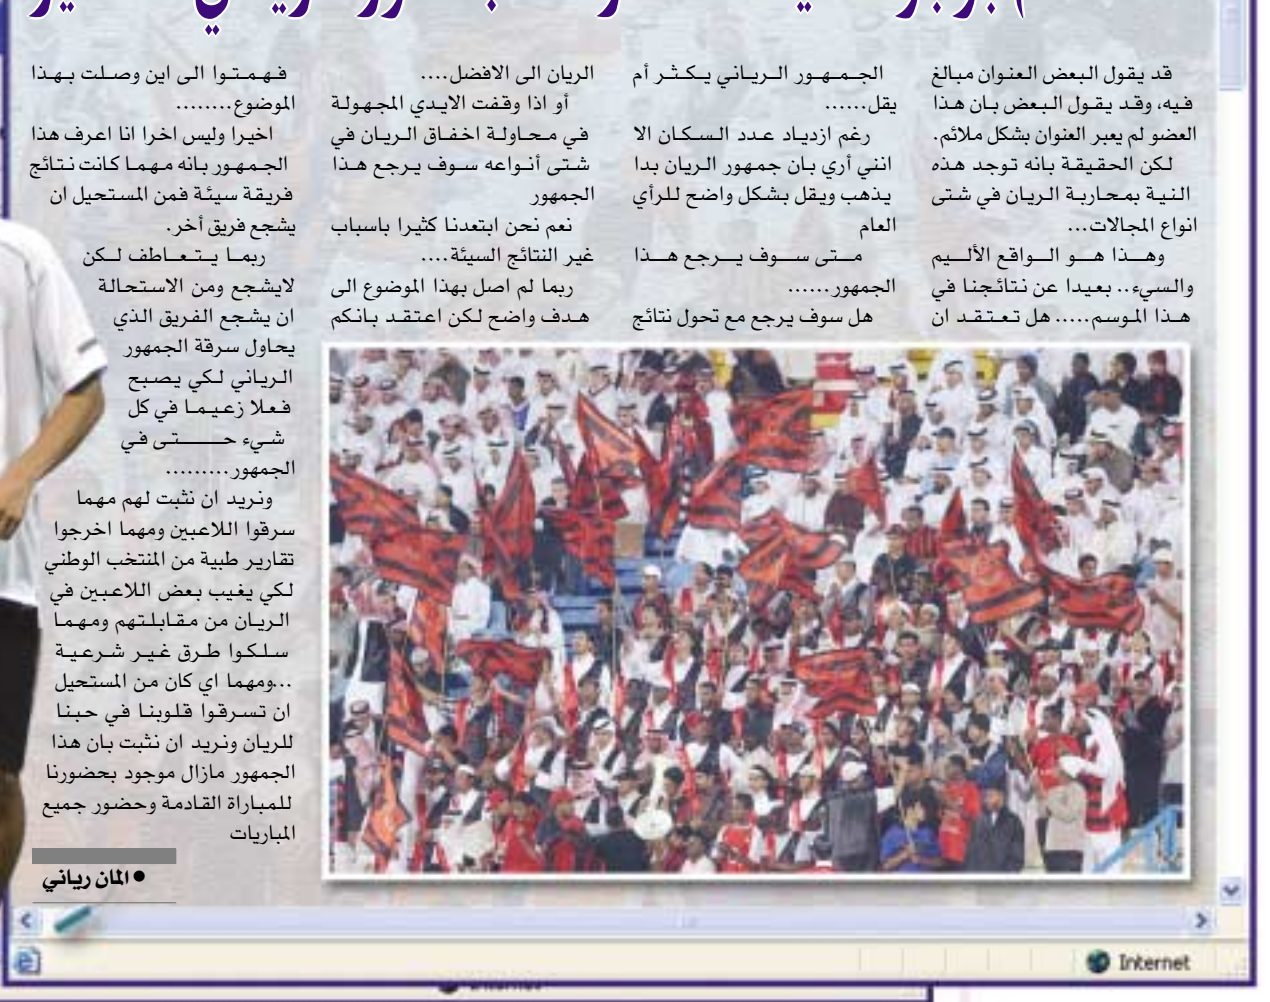 قد يقول البعض العنوان مبالغ
فيه، وقد يقول البعض بان هذا
العضو لم يعبر العنوان بشكل ملائم.
لكن الحقيقة بانه توجد هذه
النية بمحاربة الريان في شتى
انواع المجالات...
وهذا هو الواقع الأليم
والسيء.. بعيدا عن نتائجنا في
هذا الموسم..... هل تعتقد ان
الجمهور الرياني يكثر أم
يقل......
رغم ازدياد عدد السكان الا
انني أري بان جمهور الريان بدا
يذهب ويقل بشكل واضح للرأي
العام
متى سوف يرجع هذا
الجمهور......
هل سوف يرجع مع تحول نتائج
الريان الى الافضل....
أو اذا وقفت الايدي المجهولة
في محاولة اخفاق الريان في
شتى أنواعه سوف يرجع هذا
الجمهور
نعم نحن ابتعدنا كثيرا باسباب
غير النتائج السيئة....
ربما لم اصل بهذا الموضوع الى
هدف واضح لكن اعتقد بانكم
فهمتوا الى اين وصلت بهذا
الموضوع........
اخيرا وليس اخرا انا اعرف هذا
الجمهور بانه مهما كانت نتائج
فريقة سيئة فمن المستحيل ان
يشجع فريق أخر.
ربما يتعاطف لكن
لايشجع ومن الاستحالة
ان يشجع الفريق الذي
يحاول سرقة الجمهور
الرياني لكي يصبح
فعلا زعيما في كل
شيء حتى في
الجمهور.........
ونريد ان نثبت لهم مهما
سرقوا اللاعبين ومهما اخرجوا
تقارير طبية من المنتخب الوطني
لكي يغيب بعض اللاعبين في
الريان من مقابلتهم ومهما
سلكوا طرق غير شرعية
...ومهما اي كان من المستحيل
ان تسرقوا قلوبنا في حبنا
للريان ونريد ان نثبت بان هذا
الجمهور مازال موجود بحضورنا
للمباراة القادمة وحضور جميع
المباريات
● المان رياني
Internet